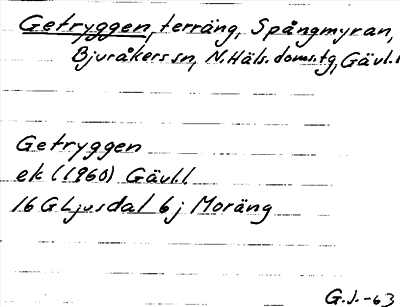 Getryggen, terräng, Spångmyran,
Bjuråkers sn, N. Häls. doms.tg, Gävl.l
Getryggen
ek (1960) Gävl.l.
16 G Ljusdal 6 j Moräng
G.J.-63